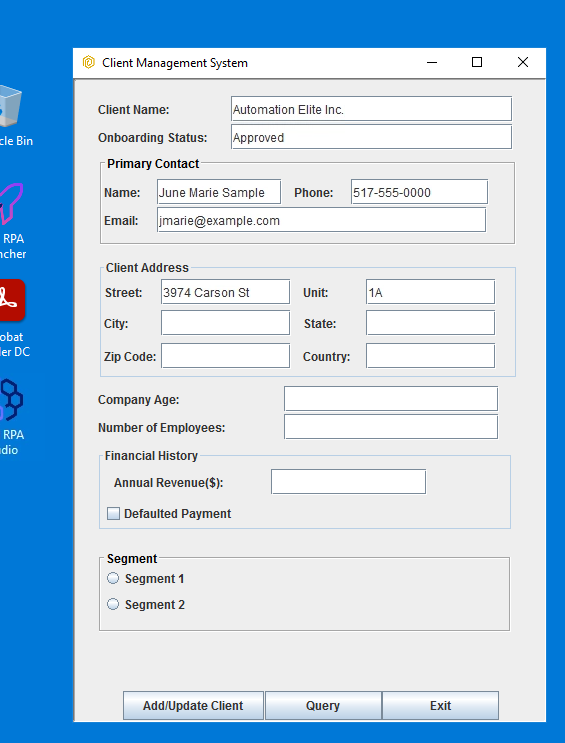 Client Management System
cle Bin
Client Name: Automation Elite Inc.
Onboarding Status: Approved
Primary Contact
Name: June Marie Sample Phone: 517-555-0000
Email: jmarie@example.com
RPA
ncher
Client Address
Street: 3974 Carson St Unit: 1A
City: State:
obat
er DC
Zip Code: Country:
Company Age:
Number of Employees:
RPA
dio
Financial History
Annual Revenue($):
Defaulted Payment
Segment
Segment 1
Segment 2
Add/Update Client Query Exit